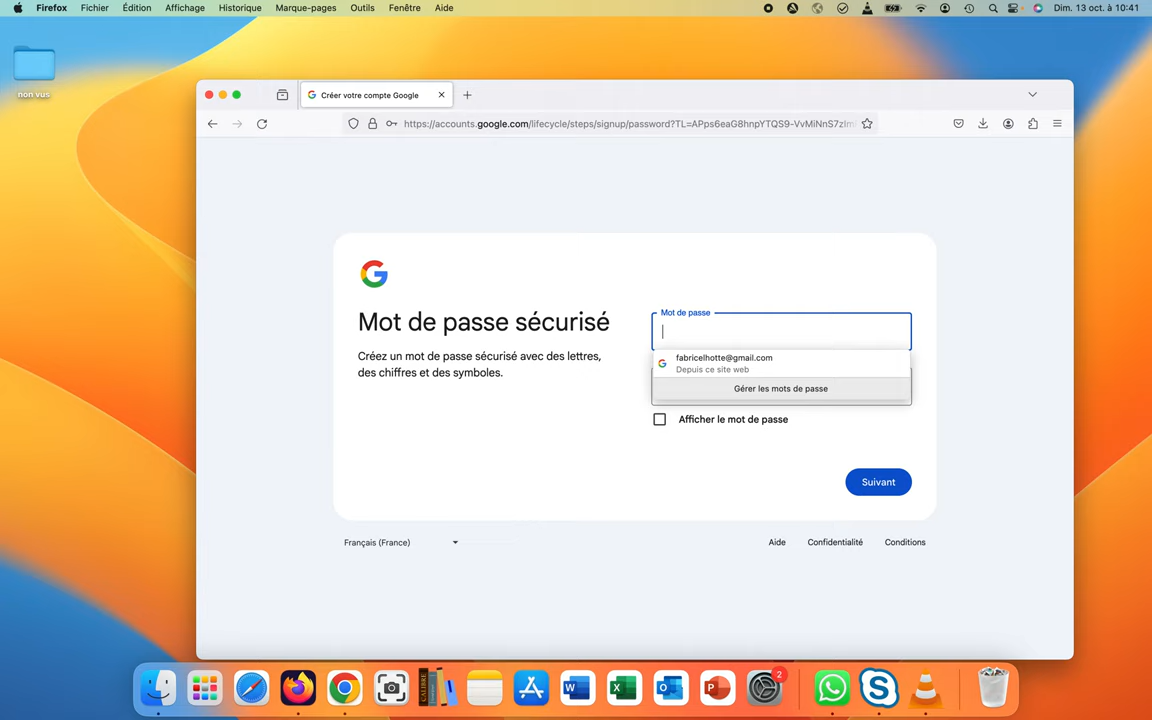 Firefox Fichier Édition Affichage Historique Marque-pages Outils Fenêtre Aide Dim. 13 oct. à 10:41
non vus
Créer votre compte Google
https://accounts.google.com/lifecycle/steps/signup/password?TL=APps6eaG8hnpYTQS9-VvMiNnS7zIm
Mot de passe sécurisé
Créez un mot de passe sécurisé avec des lettres,
des chiffres et des symboles.
Mot de passe
fabricelhotte@gmail.com
Depuis ce site web
Gérer les mots de passe
Afficher le mot de passe
Suivant
Français (France) Aide Confidentialité Conditions
CALIBRE
2